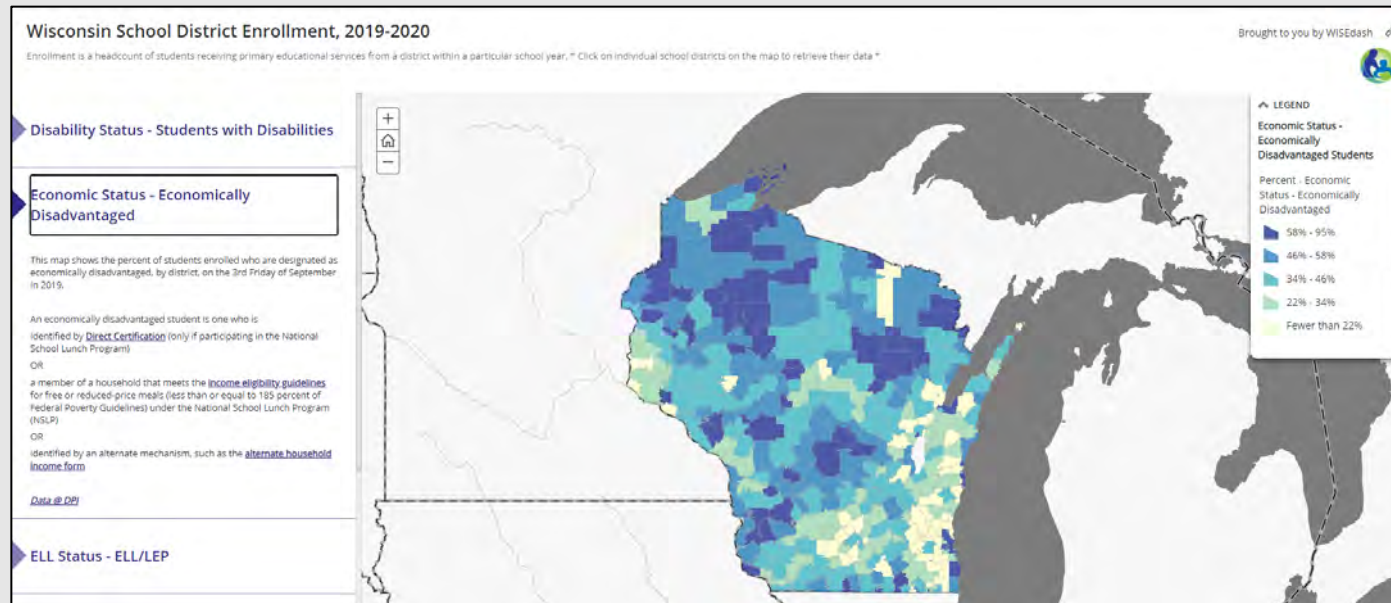 Wisconsin School District Enrollment, 2019-2020
Brought to you by WISEdash
Enrollment is a headcount of students receiving primary educational services from a district within a particular school year. * Click on individual school districts on the map to retrieve their data *
Disability Status - Students with Disabilities
Economic Status - Economically
Disadvantaged
This map shows the percent of students enrolled who are designated as
economically disadvantaged, by district, on the 3rd Friday of September
in 2019.
An economically disadvantaged student is one who is
identified by Direct Certification (only if participating in the National
School Lunch Program)
OR
a member of a household that meets the income eligibility guidelines
for free or reduced-price meals (less than or equal to 185 percent of
Federal Poverty Guidelines) under the National School Lunch Program
(NSLP)
OR
identified by an alternate mechanism, such as the alternate household
income form
Data @ DPI
ELL Status - ELL/LEP
+
−
LEGEND
Economic Status -
Economically
Disadvantaged Students
Percent - Economic
Status - Economically
Disadvantaged
58% - 95%
46% - 58%
34% - 46%
22% - 34%
Fewer than 22%